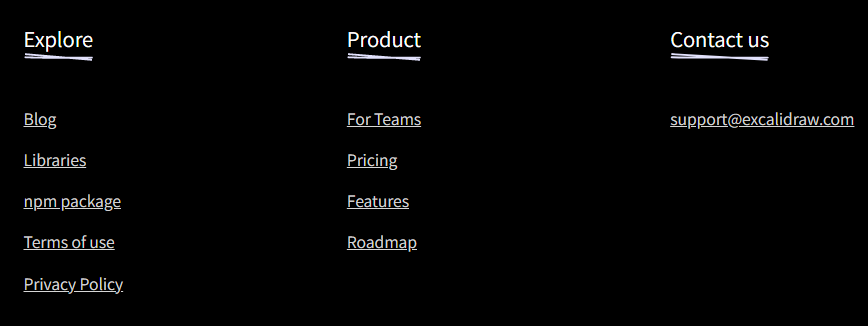 Explore
Blog
Libraries
npm package
Terms of use
Privacy Policy
Product
For Teams
Pricing
Features
Roadmap
Contact us
support@excalidraw.com